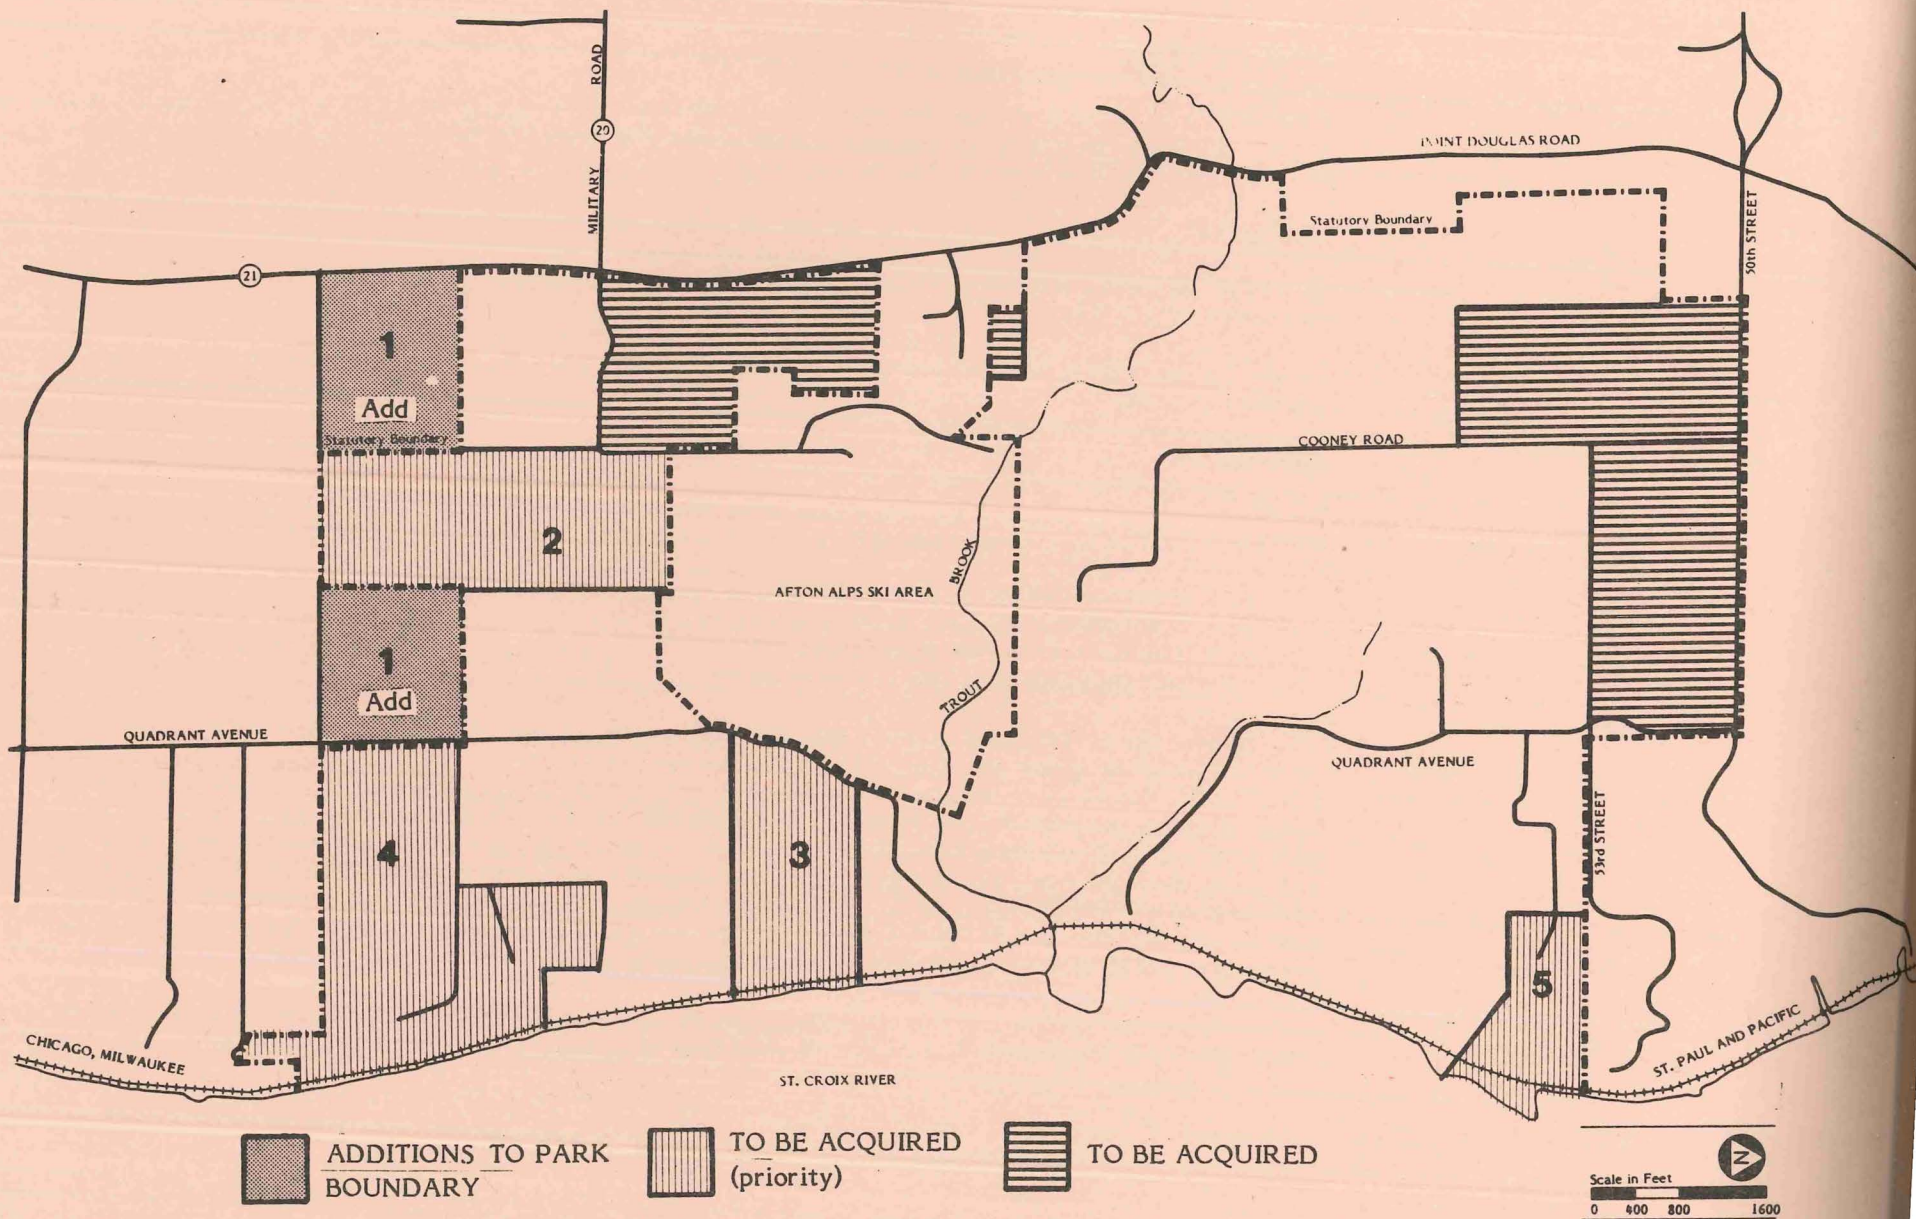 ROAD
20
MILITARY
POINT DOUGLAS ROAD
Statutory Boundary
50th STREET
21
1
Add
Statutory Boundary
COONEY ROAD
2
BROOK
AFTON ALPS SKI AREA
1
Add
TROUT
QUADRANT AVENUE
QUADRANT AVENUE
53rd STREET
4
3
5
CHICAGO, MILWAUKEE
ST. PAUL AND PACIFIC
ST. CROIX RIVER
ADDITIONS TO PARK
BOUNDARY
TO BE ACQUIRED
(priority)
TO BE ACQUIRED
N
Scale in Feet
0 400 800 1600